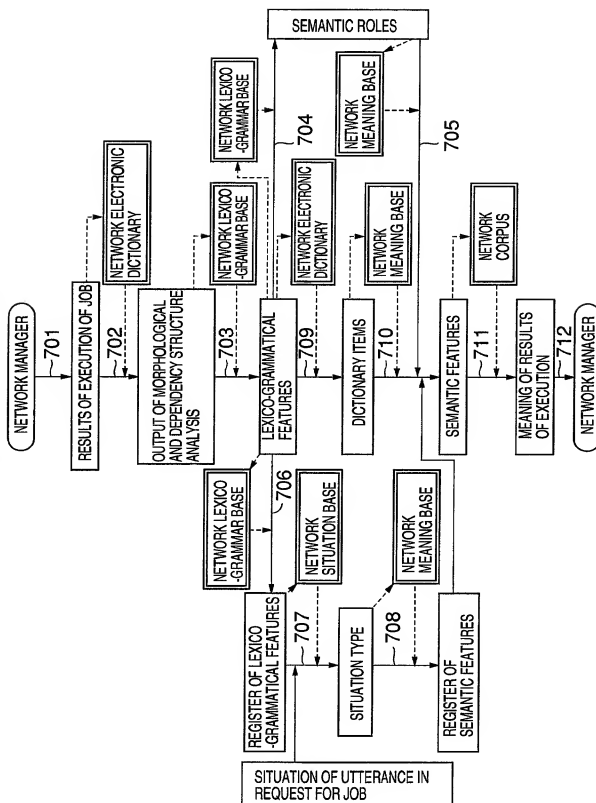 NETWORK MANAGER
701
RESULTS OF EXECUTION OF JOB
NETWORK ELECTRONIC
DICTIONARY
702
OUTPUT OF MORPHOLOGICAL
AND DEPENDENCY STRUCTURE
ANALYSIS
NETWORK LEXICO
-GRAMMAR BASE
703
NETWORK LEXICO
-GRAMMAR BASE
704
SEMANTIC ROLES
LEXICO-GRAMMATICAL
FEATURES
NETWORK LEXICO
-GRAMMAR BASE
706
709
NETWORK ELECTRONIC
DICTIONARY
NETWORK
MEANING BASE
705
REGISTER OF LEXICO
-GRAMMATICAL FEATURES
NETWORK
SITUATION BASE
707
DICTIONARY ITEMS
NETWORK
MEANING BASE
710
SITUATION OF UTTERANCE IN
REQUEST FOR JOB
SITUATION TYPE
NETWORK
MEANING BASE
708
REGISTER OF
SEMANTIC FEATURES
SEMANTIC FEATURES
NETWORK
CORPUS
711
MEANING OF RESULTS
OF EXECUTION
712
NETWORK MANAGER